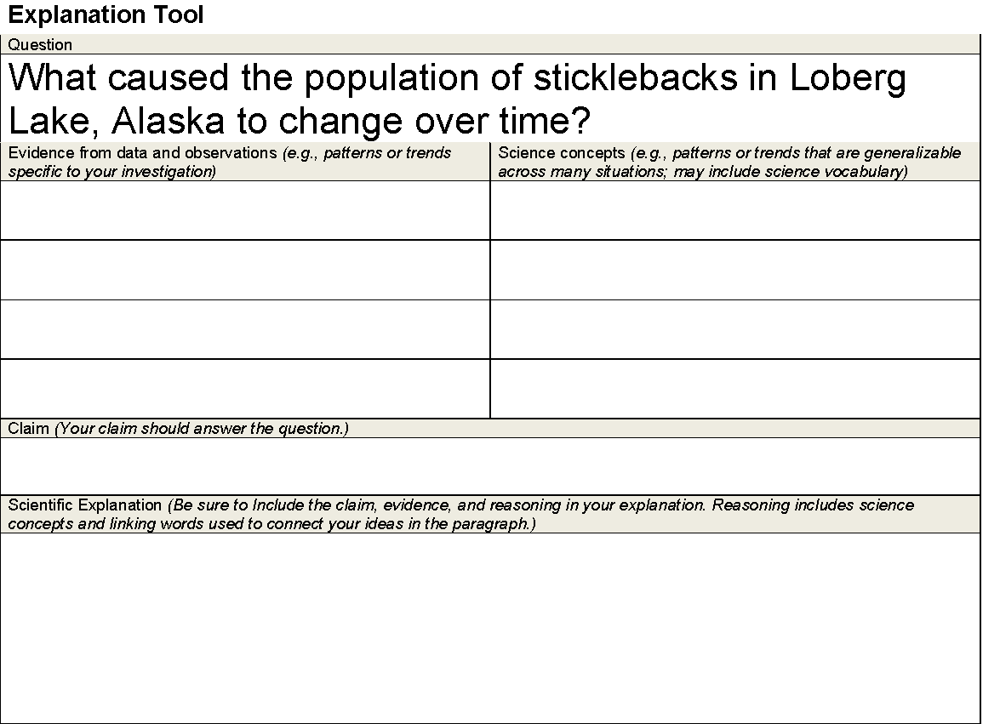 Explanation Tool
Question
What caused the population of sticklebacks in Loberg
Lake, Alaska to change over time?
Evidence from data and observations (e.g., patterns or trends
specific to your investigation)
Science concepts (e.g., patterns or trends that are generalizable
across many situations; may include science vocabulary)
Claim (Your claim should answer the question.)
Scientific Explanation (Be sure to Include the claim, evidence, and reasoning in your explanation. Reasoning includes science
concepts and linking words used to connect your ideas in the paragraph.)